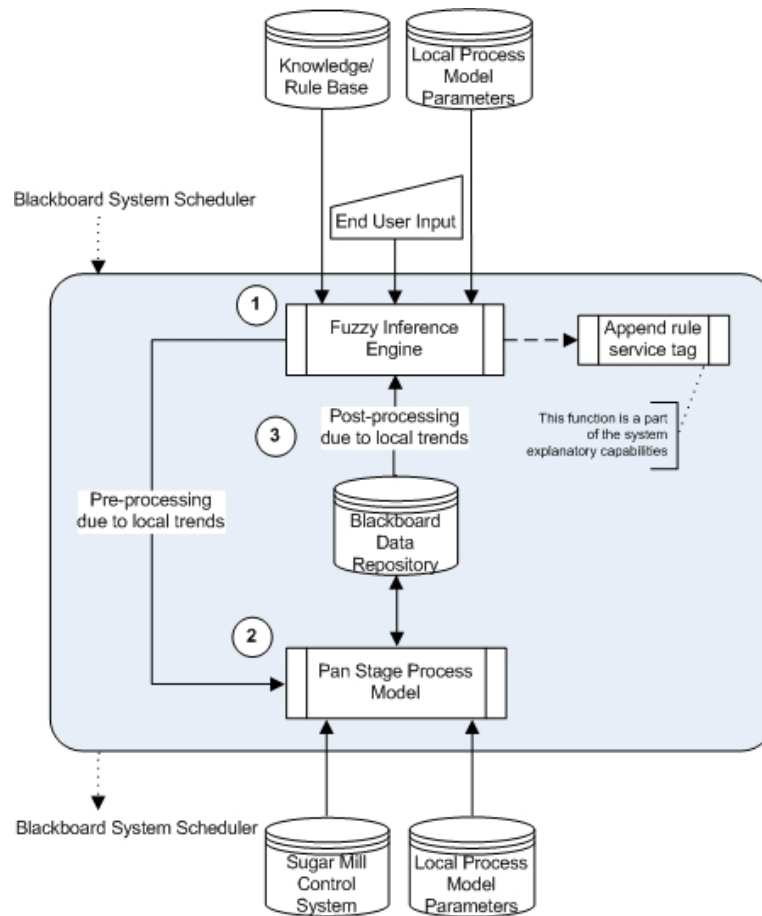 Knowledge/
Rule Base
Local Process
Model
Parameters
Blackboard System Scheduler
End User Input
1
Fuzzy Inference
Engine
Append rule
service tag
3
Post-processing
due to local trends
This function is a part
of the system
explanatory capabilities
Pre-processing
due to local trends
Blackboard
Data
Repository
2
Pan Stage Process
Model
Blackboard System Scheduler
Sugar Mill
Control
System
Local Process
Model
Parameters